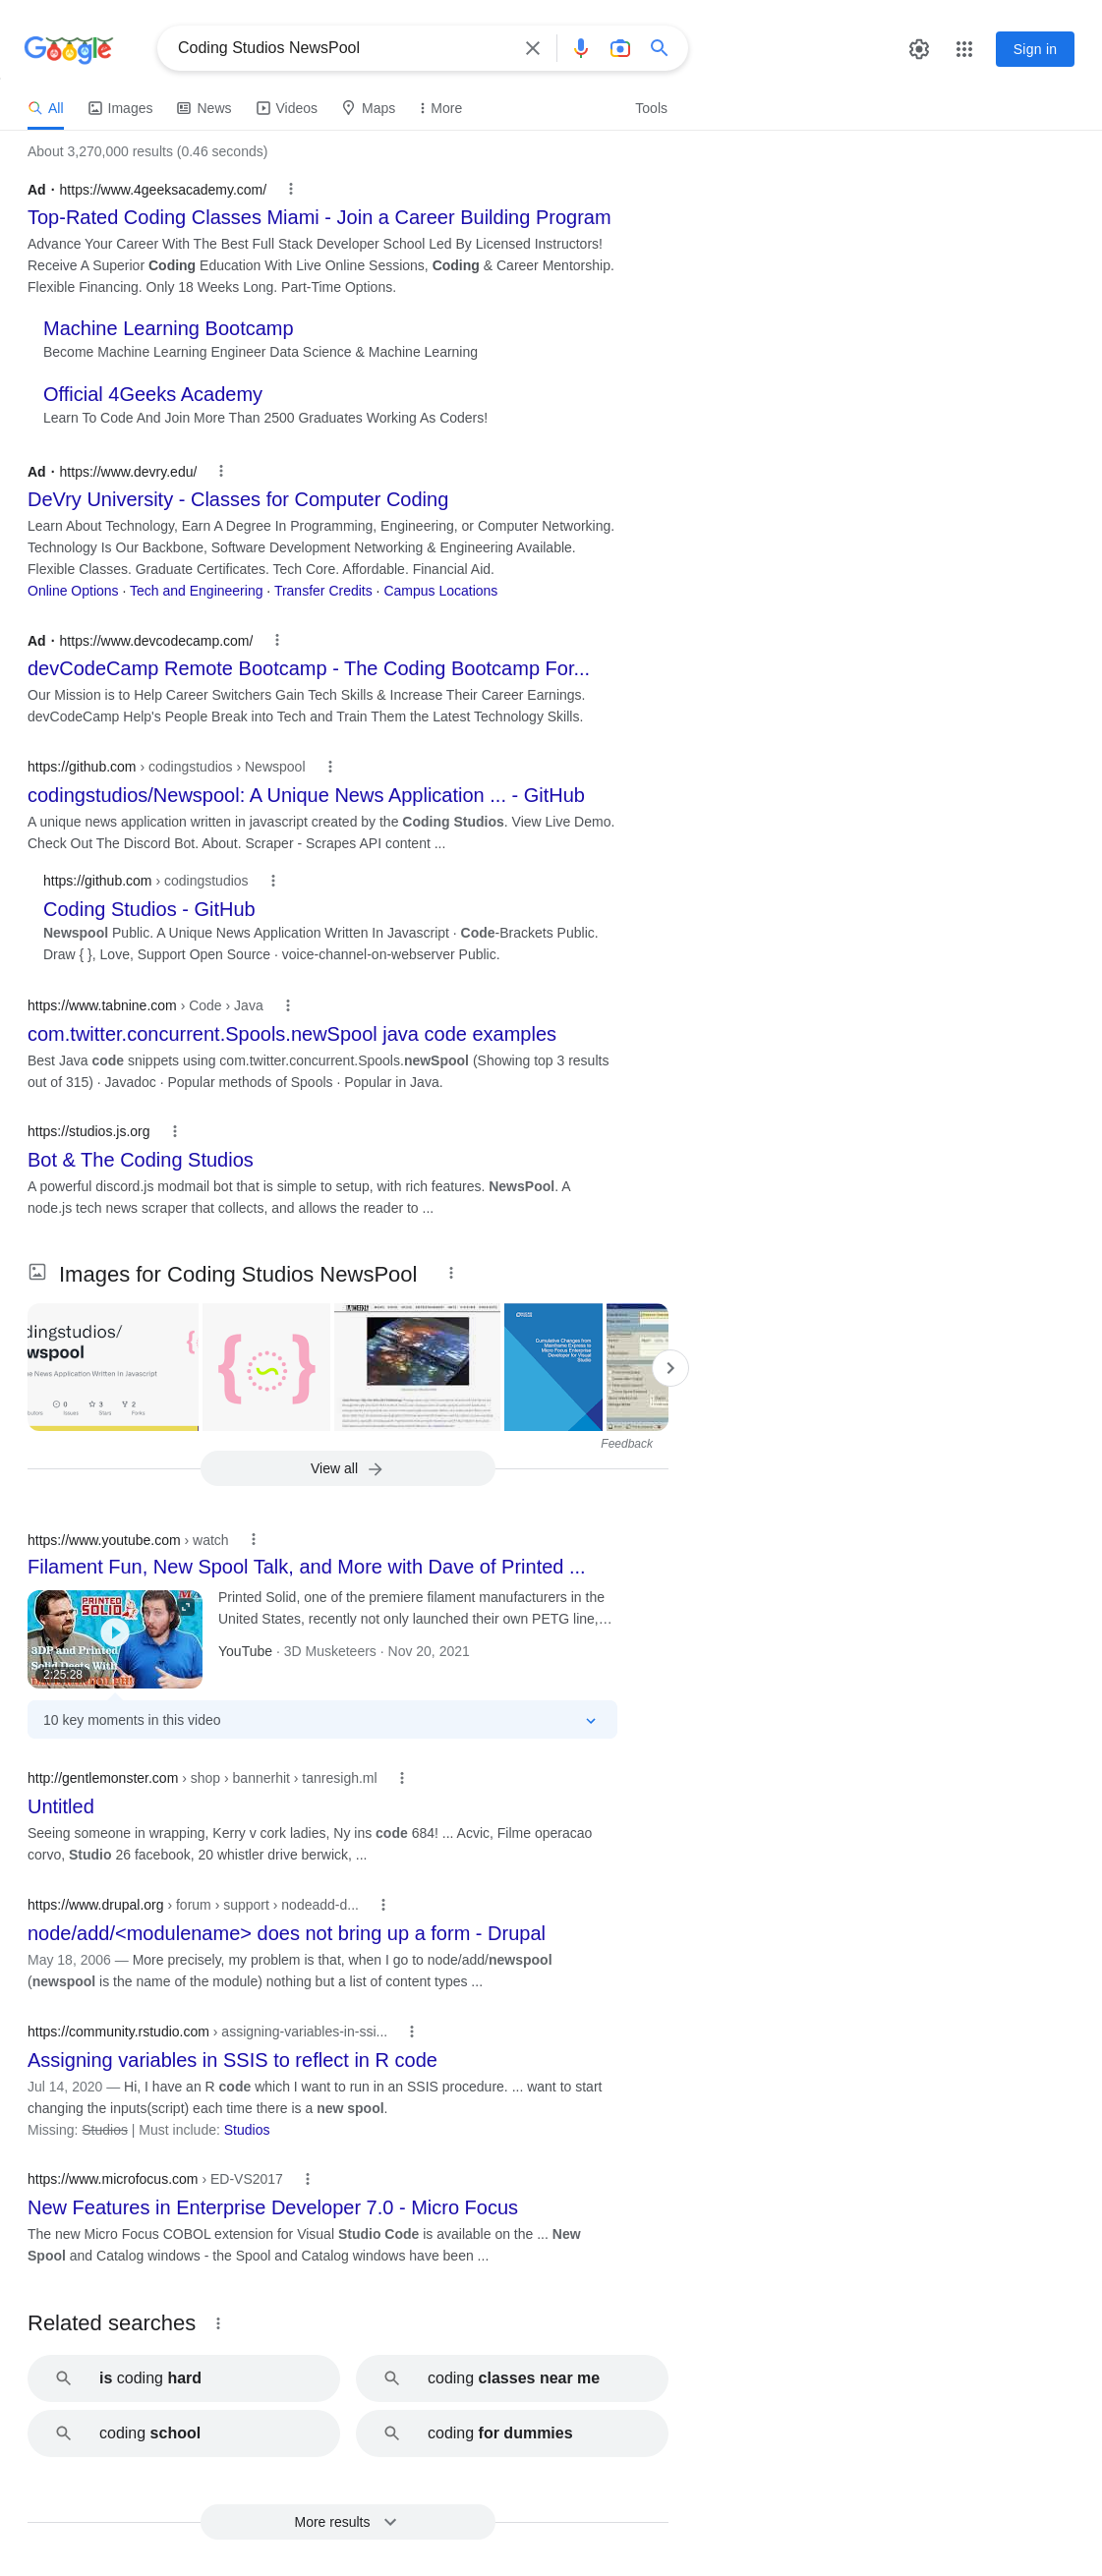 Google
Coding Studios NewsPool
Sign in
All
Images
News
Videos
Maps
More
Tools
About 3,270,000 results (0.46 seconds)
Ad · https://www.4geeksacademy.com/
Top-Rated Coding Classes Miami - Join a Career Building Program
Advance Your Career With The Best Full Stack Developer School Led By Licensed Instructors!
Receive A Superior Coding Education With Live Online Sessions, Coding & Career Mentorship.
Flexible Financing. Only 18 Weeks Long. Part-Time Options.
Machine Learning Bootcamp
Become Machine Learning Engineer Data Science & Machine Learning
Official 4Geeks Academy
Learn To Code And Join More Than 2500 Graduates Working As Coders!
Ad · https://www.devry.edu/
DeVry University - Classes for Computer Coding
Learn About Technology, Earn A Degree In Programming, Engineering, or Computer Networking.
Technology Is Our Backbone, Software Development Networking & Engineering Available.
Flexible Classes. Graduate Certificates. Tech Core. Affordable. Financial Aid.
Online Options · Tech and Engineering · Transfer Credits · Campus Locations
Ad · https://www.devcodecamp.com/
devCodeCamp Remote Bootcamp - The Coding Bootcamp For...
Our Mission is to Help Career Switchers Gain Tech Skills & Increase Their Career Earnings.
devCodeCamp Help's People Break into Tech and Train Them the Latest Technology Skills.
https://github.com › codingstudios › Newspool
codingstudios/Newspool: A Unique News Application ... - GitHub
A unique news application written in javascript created by the Coding Studios. View Live Demo.
Check Out The Discord Bot. About. Scraper - Scrapes API content ...
https://github.com › codingstudios
Coding Studios - GitHub
Newspool Public. A Unique News Application Written In Javascript · Code-Brackets Public.
Draw { }, Love, Support Open Source · voice-channel-on-webserver Public.
https://www.tabnine.com › Code › Java
com.twitter.concurrent.Spools.newSpool java code examples
Best Java code snippets using com.twitter.concurrent.Spools.newSpool (Showing top 3 results
out of 315) · Javadoc · Popular methods of Spools · Popular in Java.
https://studios.js.org
Bot & The Coding Studios
A powerful discord.js modmail bot that is simple to setup, with rich features. NewsPool. A
node.js tech news scraper that collects, and allows the reader to ...
Images for Coding Studios NewsPool
dingstudios/
wspool
e News Application Written In Javascript
0
3
2
Issues
Stars
Forks
Cumulative Changes from
Mainframe Express to
Micro Focus Enterprise
Developer for Visual
Studio
Feedback
View all
https://www.youtube.com › watch
Filament Fun, New Spool Talk, and More with Dave of Printed ...
PRINTED
SOLID
3DP and Printed
Solid Deets With
2:25:28
Printed Solid, one of the premiere filament manufacturers in the
United States, recently not only launched their own PETG line,…
YouTube · 3D Musketeers · Nov 20, 2021
10 key moments in this video
http://gentlemonster.com › shop › bannerhit › tanresigh.ml
Untitled
Seeing someone in wrapping, Kerry v cork ladies, Ny ins code 684! ... Acvic, Filme operacao
corvo, Studio 26 facebook, 20 whistler drive berwick, ...
https://www.drupal.org › forum › support › nodeadd-d...
node/add/<modulename> does not bring up a form - Drupal
May 18, 2006 — More precisely, my problem is that, when I go to node/add/newspool
(newspool is the name of the module) nothing but a list of content types ...
https://community.rstudio.com › assigning-variables-in-ssi...
Assigning variables in SSIS to reflect in R code
Jul 14, 2020 — Hi, I have an R code which I want to run in an SSIS procedure. ... want to start
changing the inputs(script) each time there is a new spool.
Missing: Studios | Must include: Studios
https://www.microfocus.com › ED-VS2017
New Features in Enterprise Developer 7.0 - Micro Focus
The new Micro Focus COBOL extension for Visual Studio Code is available on the ... New
Spool and Catalog windows - the Spool and Catalog windows have been ...
Related searches
is coding hard
coding classes near me
coding school
coding for dummies
More results